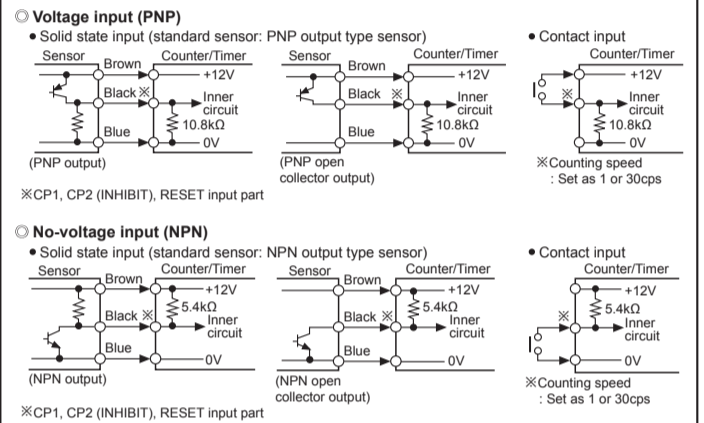 ◎ Voltage input (PNP)
● Solid state input (standard sensor: PNP output type sensor)
Sensor
Counter/Timer
Brown
+12V
Black ※
Inner
circuit
10.8kΩ
Blue
0V
(PNP output)
Sensor
Counter/Timer
Brown
+12V
Black ※
Inner
circuit
10.8kΩ
Blue
0V
(PNP open
collector output)
● Contact input
Counter/Timer
+12V
※
Inner
circuit
10.8kΩ
0V
※Counting speed
: Set as 1 or 30cps
※CP1, CP2 (INHIBIT), RESET input part
◎ No-voltage input (NPN)
● Solid state input (standard sensor: NPN output type sensor)
Sensor
Counter/Timer
Brown
+12V
5.4kΩ
Black ※
Inner
circuit
Blue
0V
(NPN output)
Sensor
Counter/Timer
Brown
+12V
5.4kΩ
Black ※
Inner
circuit
Blue
0V
(NPN open
collector output)
● Contact input
Counter/Timer
+12V
5.4kΩ
※
Inner
circuit
0V
※Counting speed
: Set as 1 or 30cps
※CP1, CP2 (INHIBIT), RESET input part